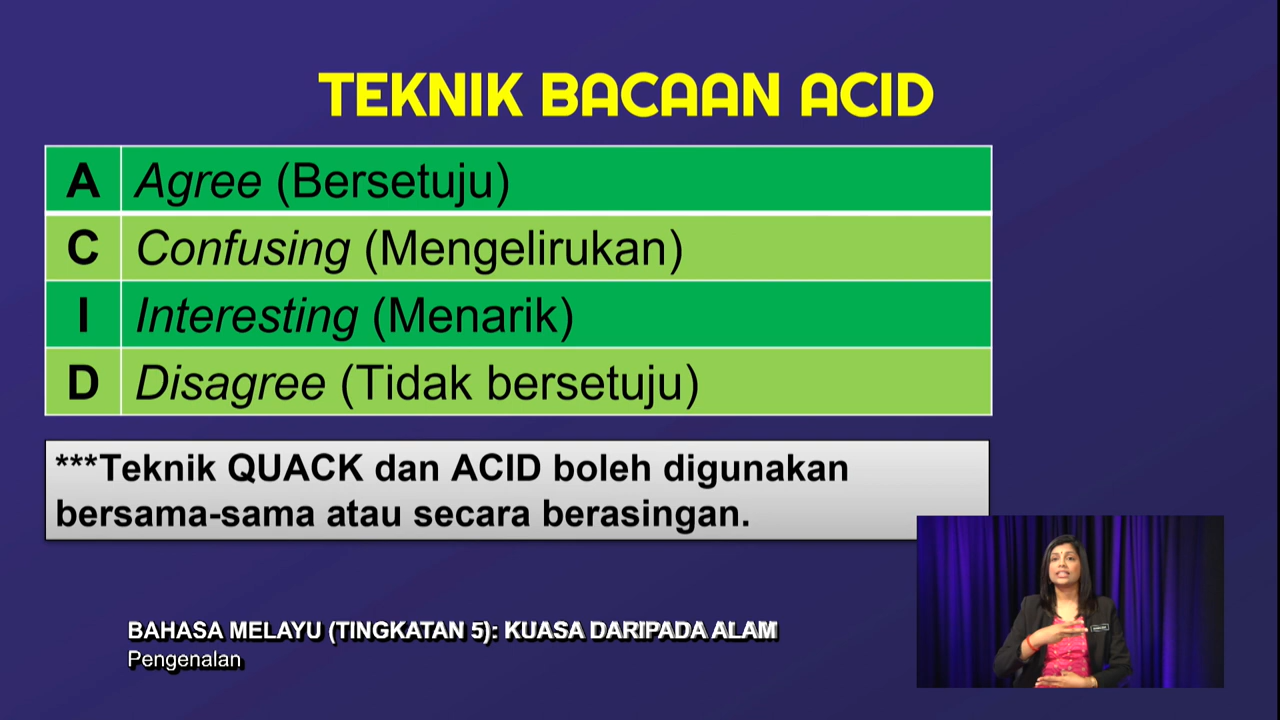 TEKNIK BACAAN ACID
A Agree (Bersetuju)
C Confusing (Mengelirukan)
I Interesting (Menarik)
D Disagree (Tidak bersetuju)
***Teknik QUACK dan ACID boleh digunakan
bersama-sama atau secara berasingan.
BAHASA MELAYU (TINGKATAN 5): KUASA DARIPADA ALAM
Pengenalan